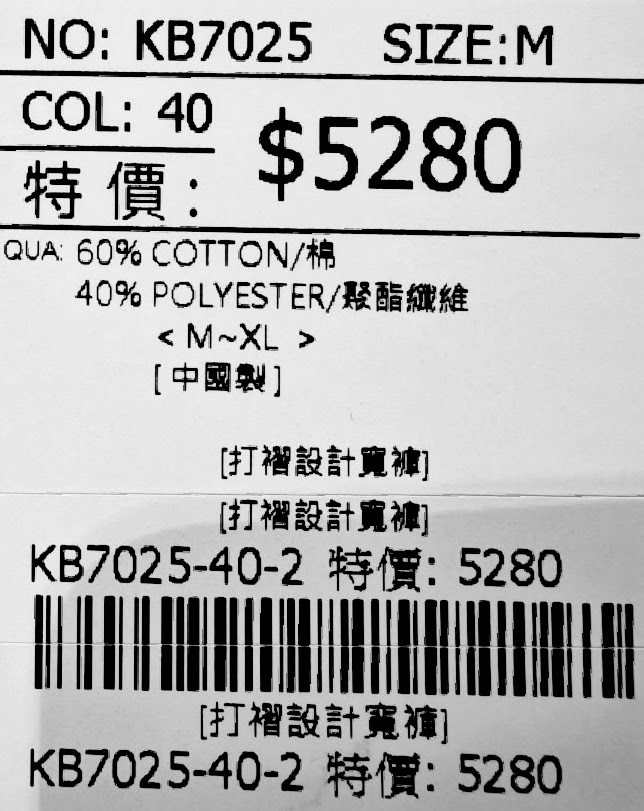 NO: KB7025 SIZE:M
COL: 40
$5280
特 價:
QUA: 60% COTTON/棉
40% POLYESTER/聚酯纖維
< M~XL >
[ 中國製 ]
[打褶設計寬褲]
[打褶設計寬褲]
KB7025-40-2 特價: 5280
[打褶設計寬褲]
KB7025-40-2 特價: 5280